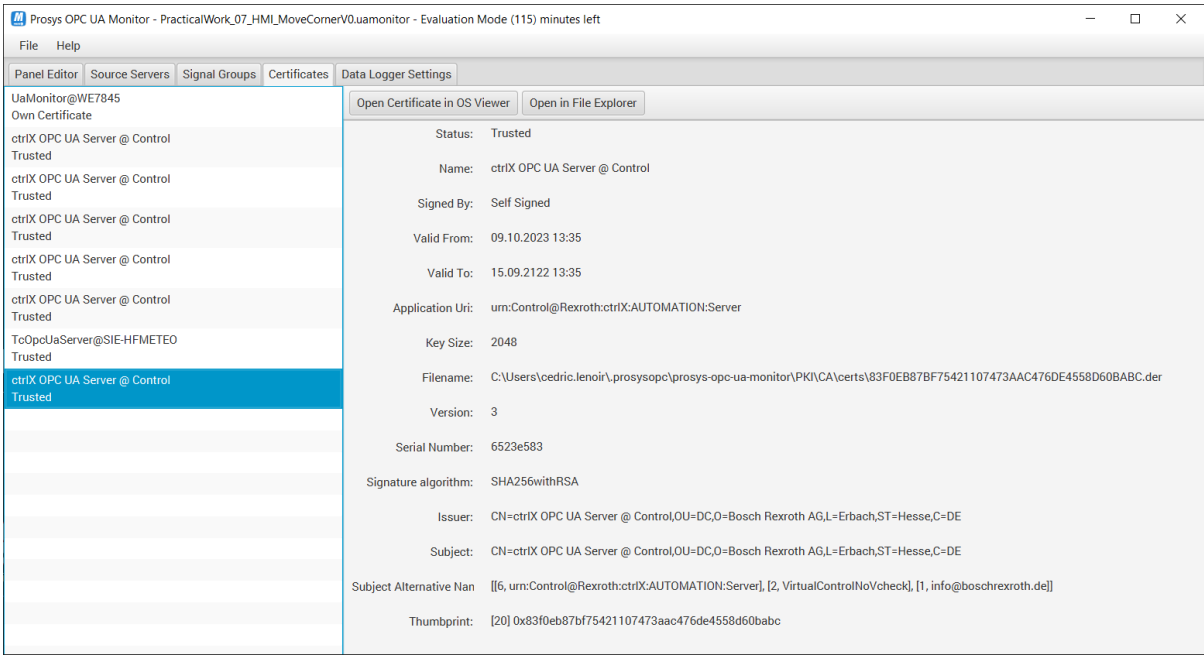 Prosys OPC UA Monitor - PracticalWork_07_HMI_MoveCornerV0.uamonitor - Evaluation Mode (115) minutes left
File Help
Panel Editor Source Servers Signal Groups Certificates Data Logger Settings
UaMonitor@WE7845
Own Certificate
ctrlX OPC UA Server @ Control
Trusted
ctrlX OPC UA Server @ Control
Trusted
ctrlX OPC UA Server @ Control
Trusted
ctrlX OPC UA Server @ Control
Trusted
ctrlX OPC UA Server @ Control
Trusted
TcOpcUaServer@SIE-HFMETEO
Trusted
ctrlX OPC UA Server @ Control
Trusted
Open Certificate in OS Viewer Open in File Explorer
Status: Trusted
Name: ctrlX OPC UA Server @ Control
Signed By: Self Signed
Valid From: 09.10.2023 13:35
Valid To: 15.09.2122 13:35
Application Uri: urn:Control@Rexroth:ctrlX:AUTOMATION:Server
Key Size: 2048
Filename: C:\Users\cedric.lenoir\.prosysopc\prosys-opc-ua-monitor\PKI\CA\certs\83F0EB87BF75421107473AAC476DE4558D60BABC.der
Version: 3
Serial Number: 6523e583
Signature algorithm: SHA256withRSA
Issuer: CN=ctrlX OPC UA Server @ Control,OU=DC,O=Bosch Rexroth AG,L=Erbach,ST=Hesse,C=DE
Subject: CN=ctrlX OPC UA Server @ Control,OU=DC,O=Bosch Rexroth AG,L=Erbach,ST=Hesse,C=DE
Subject Alternative Nan [[6, urn:Control@Rexroth:ctrlX:AUTOMATION:Server], [2, VirtualControlNoVcheck], [1, info@boschrexroth.de]]
Thumbprint: [20] 0x83f0eb87bf75421107473aac476de4558d60babc